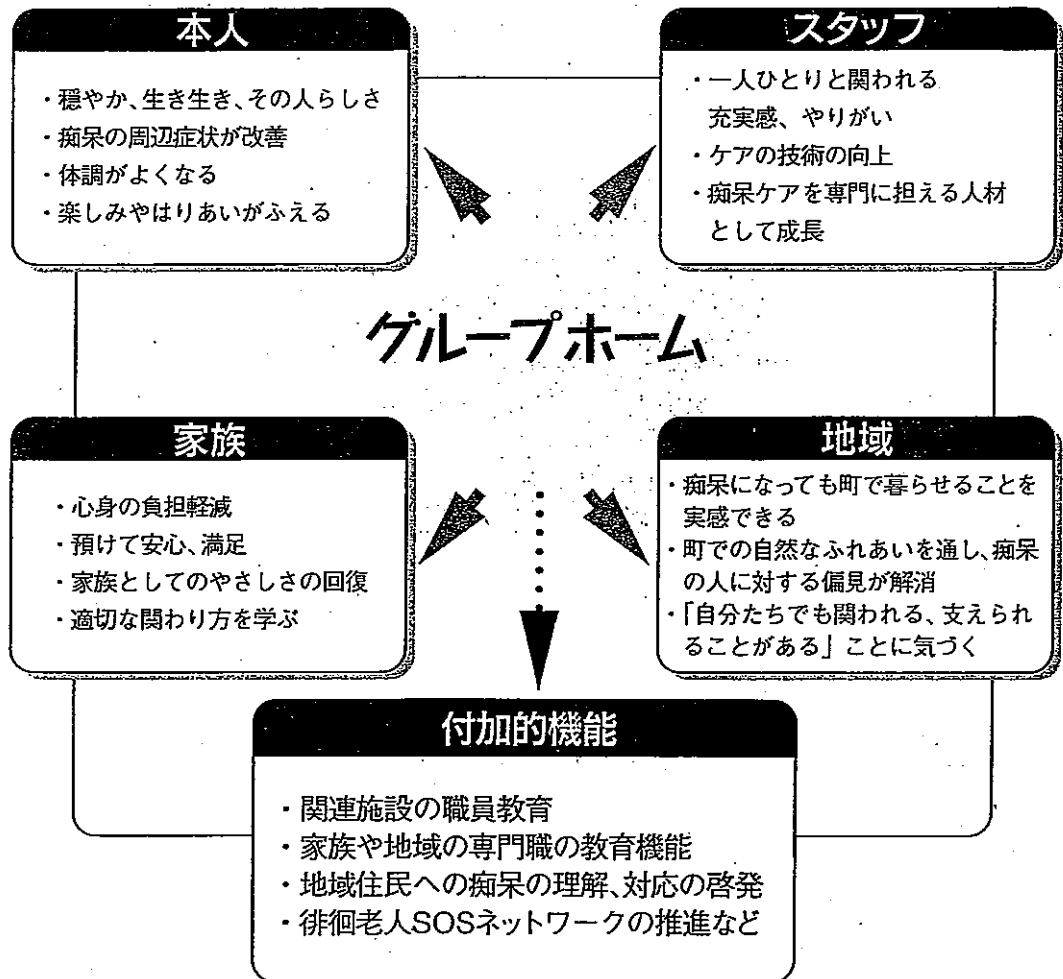 本人
・穏やか、生き生き、その人らしさ
・痴呆の周辺症状が改善
・体調がよくなる
・楽しみやはりあいがふえる
スタッフ
・一人ひとりと関われる
充実感、やりがい
・ケアの技術の向上
・痴呆ケアを専門に担える人材
として成長
グループホーム
家族
・心身の負担軽減
・預けて安心、満足
・家族としてのやさしさの回復
・適切な関わり方を学ぶ
地域
・痴呆になっても町で暮らせることを
実感できる
・町での自然なふれあいを通し、痴呆
の人に対する偏見が解消
・「自分たちでも関われる、支えられ
ることがある」ことに気づく
付加的機能
・関連施設の職員教育
・家族や地域の専門職の教育機能
・地域住民への痴呆の理解、対応の啓発
・徘徊老人SOSネットワークの推進など